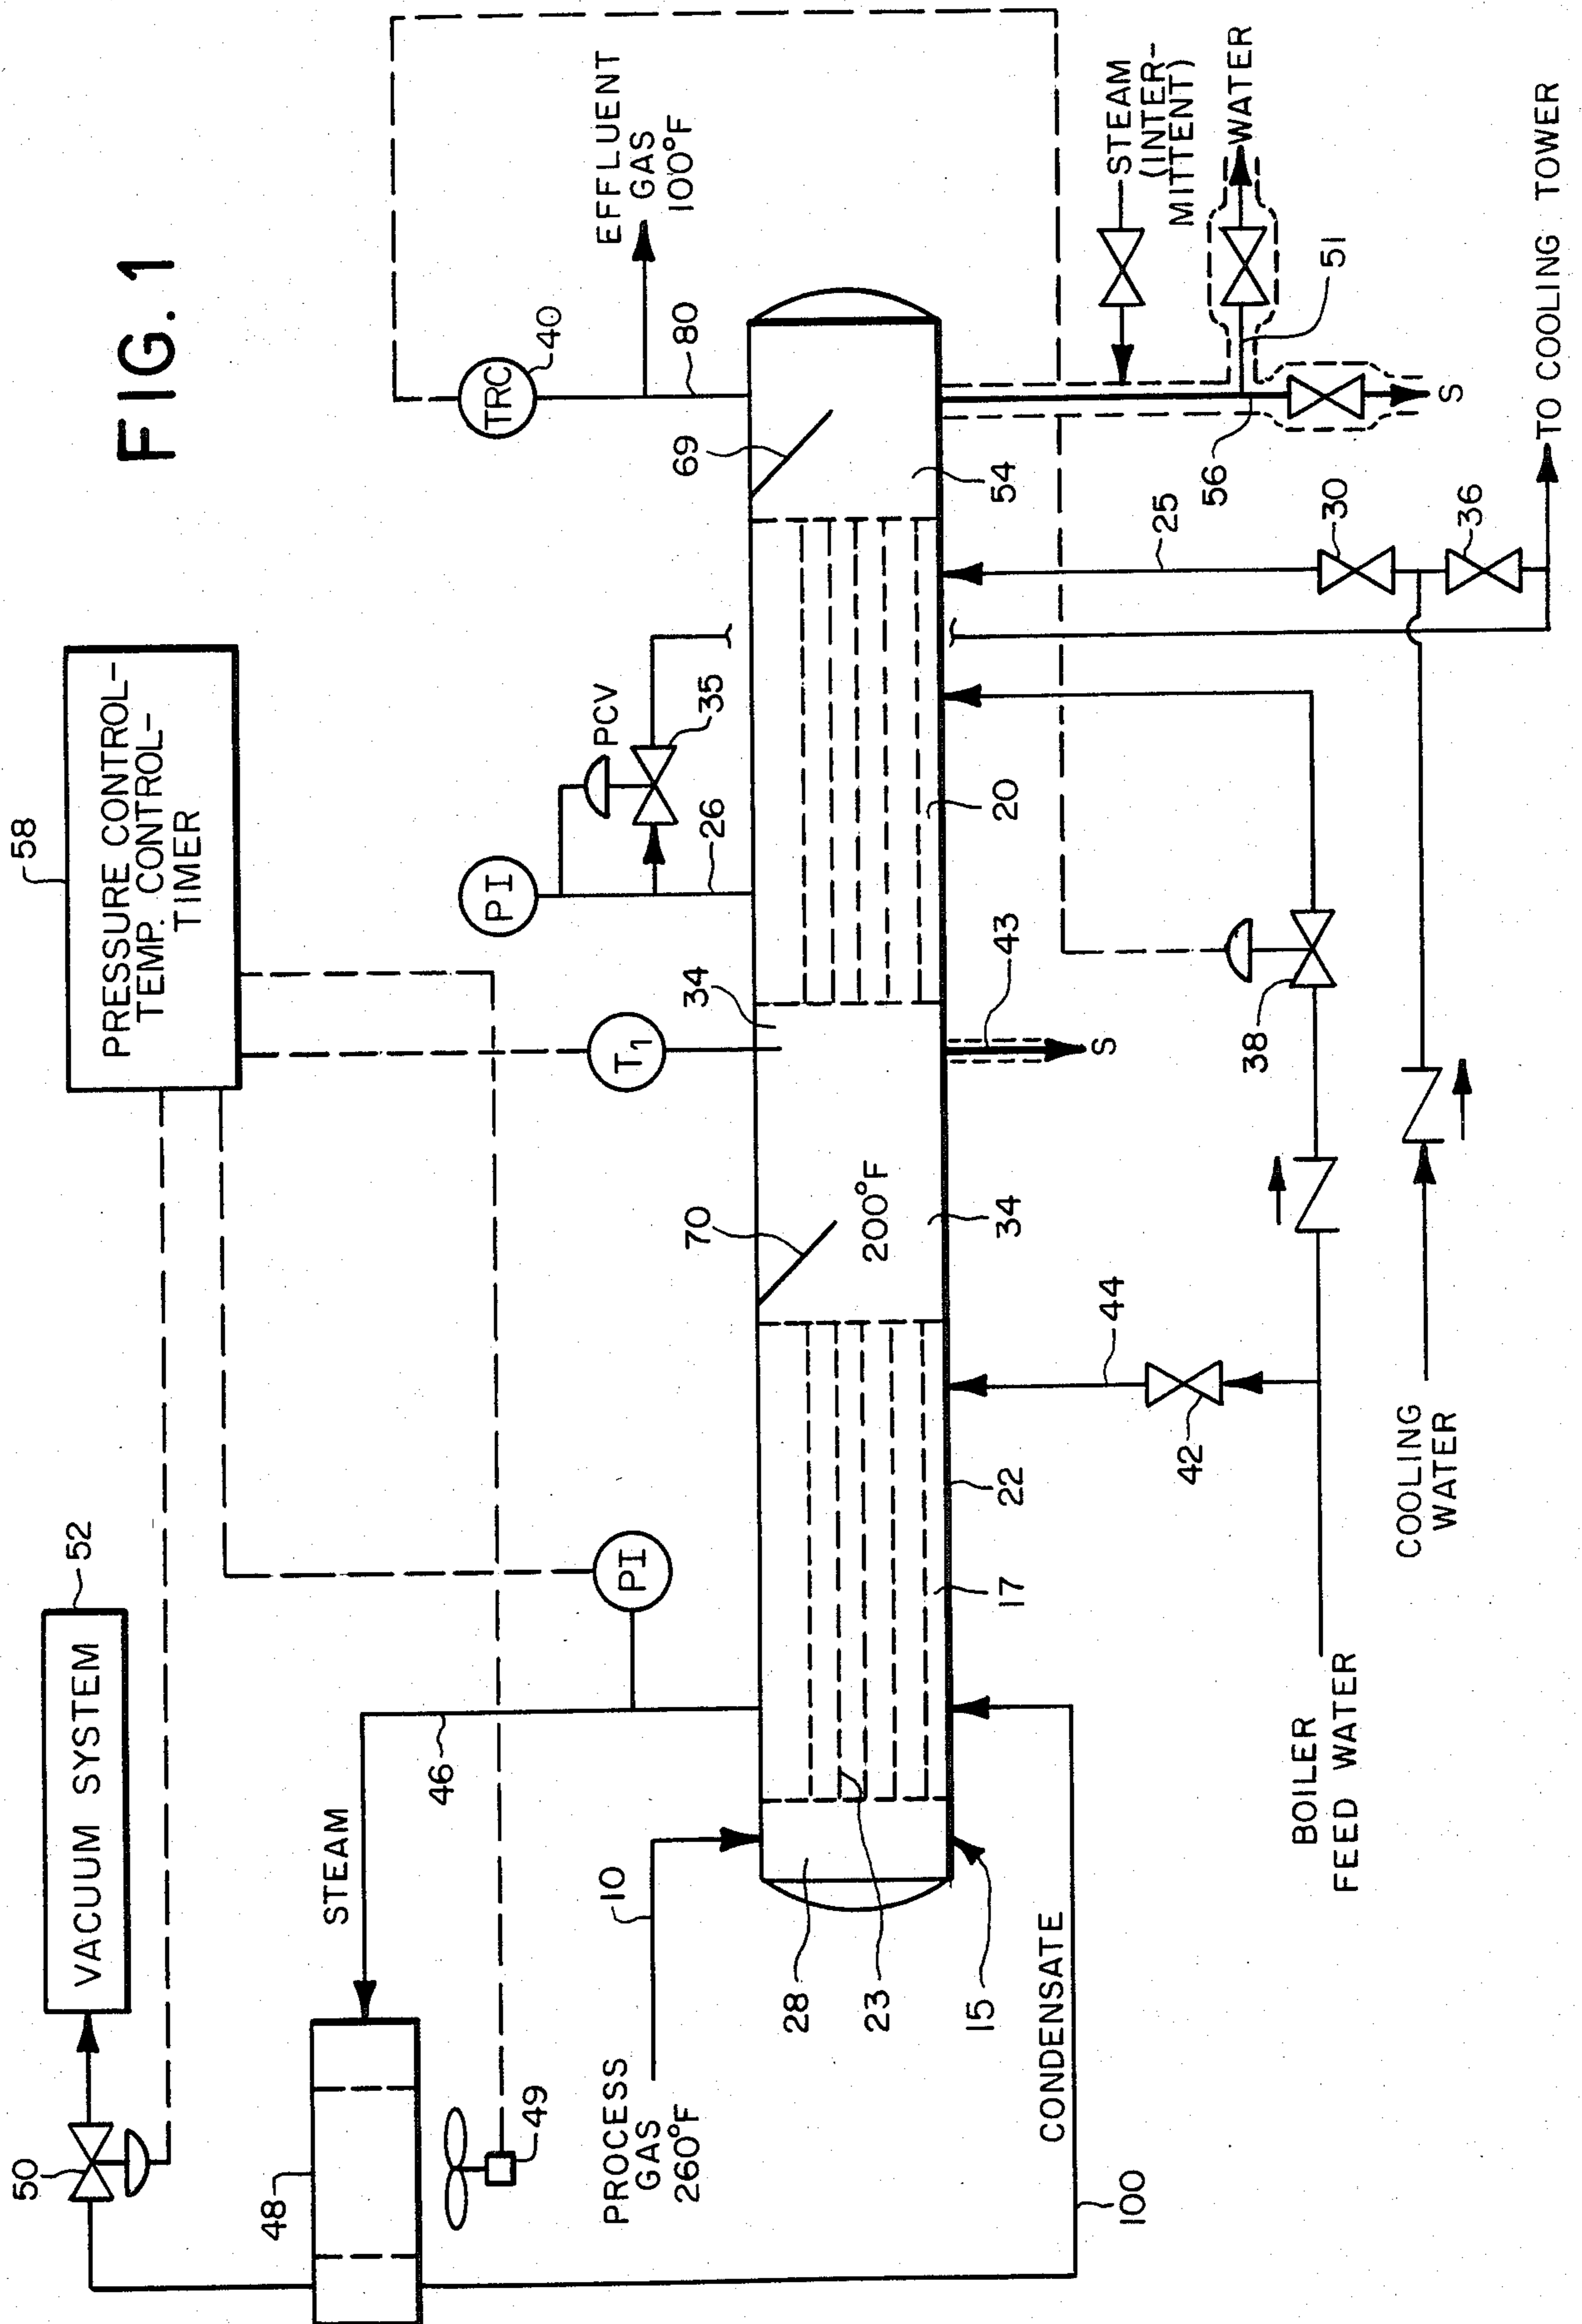 FIG. 1
58
PRESSURE CONTROL-
TEMP. CONTROL-
TIMER
52
VACUUM SYSTEM
50
48
49
STEAM
46
PI
T1
PI
PCV
35
26
TRC
40
80
EFFLUENT
GAS
100°F
PROCESS
GAS
260°F
10
28
23
15
17
22
70
200°F
34
34
20
69
54
43
S
STEAM
(INTER-
MITTENT)
WATER
51
56
S
25
30
36
TO COOLING TOWER
38
44
42
CONDENSATE
100
BOILER
FEED WATER
COOLING
WATER